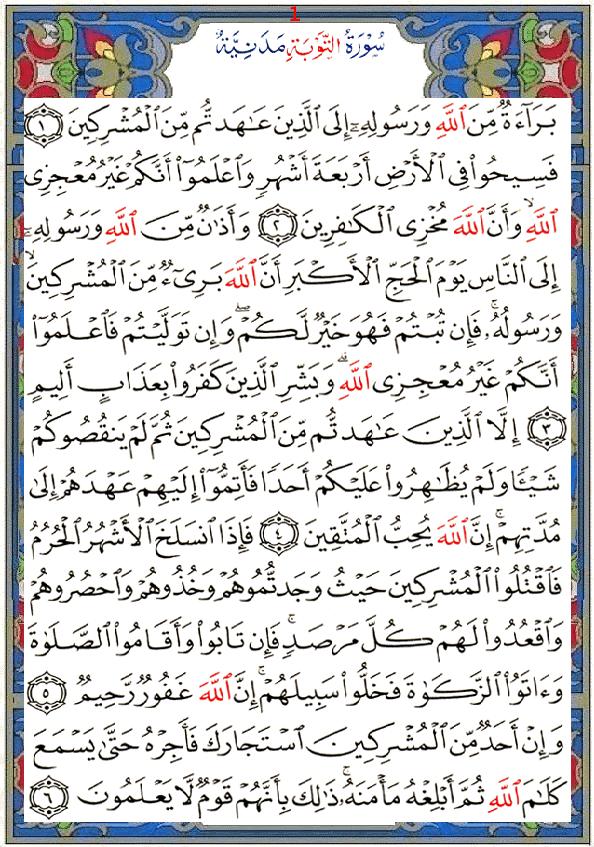 1
سُورَةُ التَّوْبَةِ مَدَنِيَّةٌ
بَرَآءَةٌ مِّنَ ٱللَّهِ وَرَسُولِهِۦٓ إِلَى ٱلَّذِينَ عَٰهَدتُّم مِّنَ ٱلْمُشْرِكِينَ ١
فَسِيحُوا۟ فِى ٱلْأَرْضِ أَرْبَعَةَ أَشْهُرٍ وَٱعْلَمُوٓا۟ أَنَّكُمْ غَيْرُ مُعْجِزِى
ٱللَّهِ ۙ وَأَنَّ ٱللَّهَ مُخْزِى ٱلْكَٰفِرِينَ ٢ وَأَذَٰنٌ مِّنَ ٱللَّهِ وَرَسُولِهِۦٓ
إِلَى ٱلنَّاسِ يَوْمَ ٱلْحَجِّ ٱلْأَكْبَرِ أَنَّ ٱللَّهَ بَرِىٓءٌ مِّنَ ٱلْمُشْرِكِينَ ۙ
وَرَسُولُهُۥ ۚ فَإِن تُبْتُمْ فَهُوَ خَيْرٌ لَّكُمْ ۖ وَإِن تَوَلَّيْتُمْ فَٱعْلَمُوٓا۟
أَنَّكُمْ غَيْرُ مُعْجِزِى ٱللَّهِ ۗ وَبَشِّرِ ٱلَّذِينَ كَفَرُوا۟ بِعَذَابٍ أَلِيمٍ
٣ إِلَّا ٱلَّذِينَ عَٰهَدتُّم مِّنَ ٱلْمُشْرِكِينَ ثُمَّ لَمْ يَنقُصُوكُمْ
شَيْـًٔا وَلَمْ يُظَٰهِرُوا۟ عَلَيْكُمْ أَحَدًا فَأَتِمُّوٓا۟ إِلَيْهِمْ عَهْدَهُمْ إِلَىٰ
مُدَّتِهِمْ ۚ إِنَّ ٱللَّهَ يُحِبُّ ٱلْمُتَّقِينَ ٤ فَإِذَا ٱنسَلَخَ ٱلْأَشْهُرُ ٱلْحُرُمُ
فَٱقْتُلُوا۟ ٱلْمُشْرِكِينَ حَيْثُ وَجَدتُّمُوهُمْ وَخُذُوهُمْ وَٱحْصُرُوهُمْ
وَٱقْعُدُوا۟ لَهُمْ كُلَّ مَرْصَدٍ ۚ فَإِن تَابُوا۟ وَأَقَامُوا۟ ٱلصَّلَوٰةَ
وَءَاتَوُا۟ ٱلزَّكَوٰةَ فَخَلُّوا۟ سَبِيلَهُمْ ۚ إِنَّ ٱللَّهَ غَفُورٌ رَّحِيمٌ ٥
وَإِنْ أَحَدٌ مِّنَ ٱلْمُشْرِكِينَ ٱسْتَجَارَكَ فَأَجِرْهُ حَتَّىٰ يَسْمَعَ
كَلَٰمَ ٱللَّهِ ثُمَّ أَبْلِغْهُ مَأْمَنَهُۥ ۚ ذَٰلِكَ بِأَنَّهُمْ قَوْمٌ لَّا يَعْلَمُونَ ٦